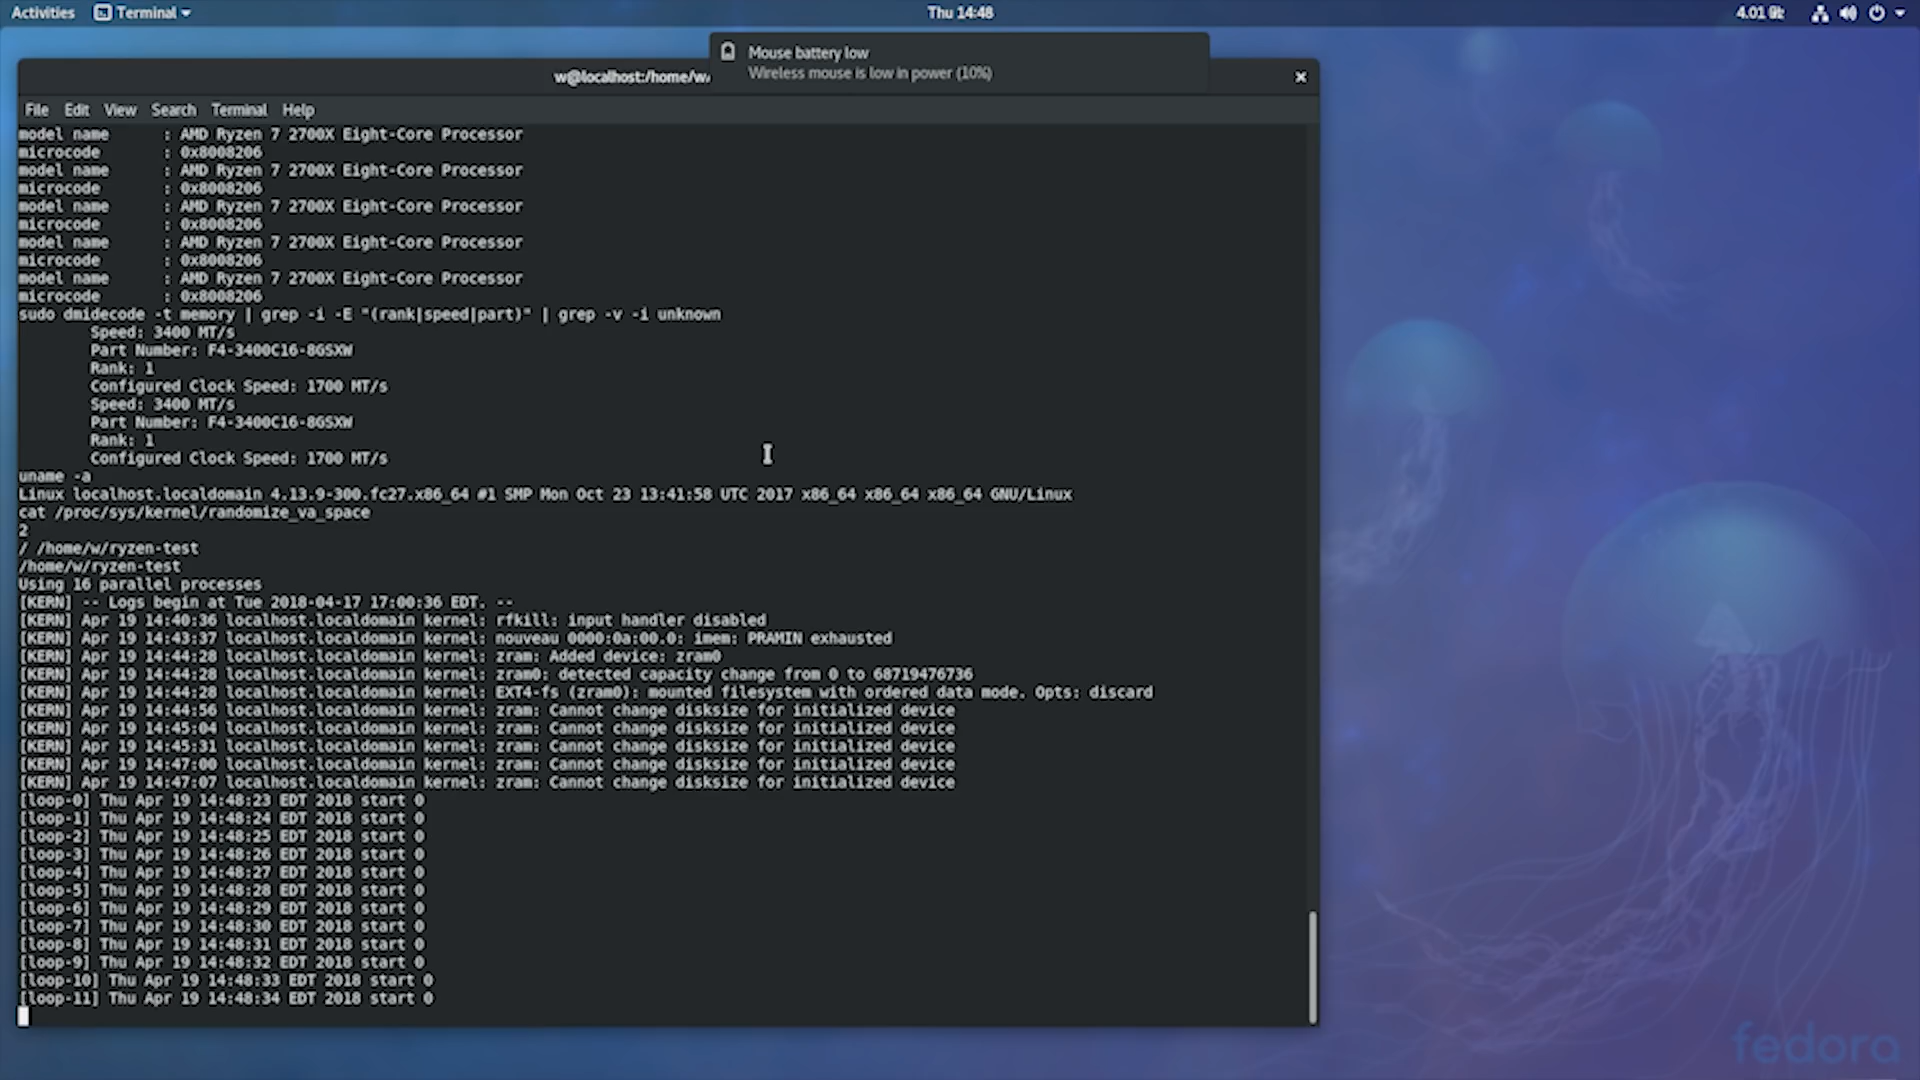 Activities Terminal Thu 14:48 4.01
Mouse battery low
Wireless mouse is low in power (10%)
w@localhost:/home/w
File Edit View Search Terminal Help
model name : AMD Ryzen 7 2700X Eight-Core Processor
microcode : 0x8008206
model name : AMD Ryzen 7 2700X Eight-Core Processor
microcode : 0x8008206
model name : AMD Ryzen 7 2700X Eight-Core Processor
microcode : 0x8008206
model name : AMD Ryzen 7 2700X Eight-Core Processor
microcode : 0x8008206
model name : AMD Ryzen 7 2700X Eight-Core Processor
microcode : 0x8008206
sudo dmidecode -t memory | grep -i -E "(rank|speed|part)" | grep -v -i unknown
Speed: 3400 MT/s
Part Number: F4-3400C16-8GSXW
Rank: 1
Configured Clock Speed: 1700 MT/s
Speed: 3400 MT/s
Part Number: F4-3400C16-8GSXW
Rank: 1
Configured Clock Speed: 1700 MT/s
uname -a
Linux localhost.localdomain 4.13.9-300.fc27.x86_64 #1 SMP Mon Oct 23 13:41:58 UTC 2017 x86_64 x86_64 x86_64 GNU/Linux
cat /proc/sys/kernel/randomize_va_space
2
/ /home/w/ryzen-test
/home/w/ryzen-test
Using 16 parallel processes
[KERN] -- Logs begin at Tue 2018-04-17 17:00:36 EDT. --
[KERN] Apr 19 14:40:36 localhost.localdomain kernel: rfkill: input handler disabled
[KERN] Apr 19 14:43:37 localhost.localdomain kernel: nouveau 0000:0a:00.0: imem: PRAMIN exhausted
[KERN] Apr 19 14:44:28 localhost.localdomain kernel: zram: Added device: zram0
[KERN] Apr 19 14:44:28 localhost.localdomain kernel: zram0: detected capacity change from 0 to 68719476736
[KERN] Apr 19 14:44:28 localhost.localdomain kernel: EXT4-fs (zram0): mounted filesystem with ordered data mode. Opts: discard
[KERN] Apr 19 14:44:56 localhost.localdomain kernel: zram: Cannot change disksize for initialized device
[KERN] Apr 19 14:45:04 localhost.localdomain kernel: zram: Cannot change disksize for initialized device
[KERN] Apr 19 14:45:31 localhost.localdomain kernel: zram: Cannot change disksize for initialized device
[KERN] Apr 19 14:47:00 localhost.localdomain kernel: zram: Cannot change disksize for initialized device
[KERN] Apr 19 14:47:07 localhost.localdomain kernel: zram: Cannot change disksize for initialized device
[loop-0] Thu Apr 19 14:48:23 EDT 2018 start 0
[loop-1] Thu Apr 19 14:48:24 EDT 2018 start 0
[loop-2] Thu Apr 19 14:48:25 EDT 2018 start 0
[loop-3] Thu Apr 19 14:48:26 EDT 2018 start 0
[loop-4] Thu Apr 19 14:48:27 EDT 2018 start 0
[loop-5] Thu Apr 19 14:48:28 EDT 2018 start 0
[loop-6] Thu Apr 19 14:48:29 EDT 2018 start 0
[loop-7] Thu Apr 19 14:48:30 EDT 2018 start 0
[loop-8] Thu Apr 19 14:48:31 EDT 2018 start 0
[loop-9] Thu Apr 19 14:48:32 EDT 2018 start 0
[loop-10] Thu Apr 19 14:48:33 EDT 2018 start 0
[loop-11] Thu Apr 19 14:48:34 EDT 2018 start 0
fedora